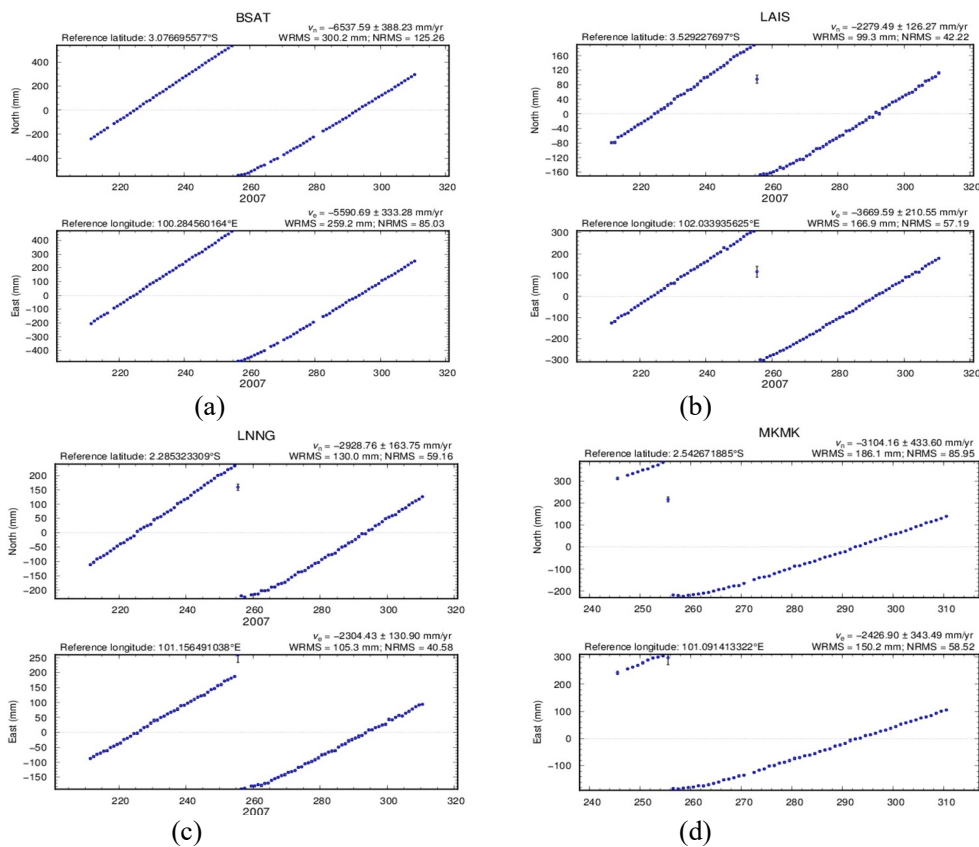 BSAT
vn = −6537.59 ± 388.23 mm/yr
Reference latitude: 3.076695577°S WRMS = 300.2 mm; NRMS = 125.26
North (mm)
400
200
0
−200
−400
220 240 260 280 300 320
2007
ve = −5590.69 ± 333.28 mm/yr
Reference longitude: 100.284560164°E WRMS = 259.2 mm; NRMS = 85.03
East (mm)
400
300
200
100
0
−100
−200
−300
−400
220 240 260 280 300 320
2007
(a)
LAIS
vn = −2279.49 ± 126.27 mm/yr
Reference latitude: 3.529227697°S WRMS = 99.3 mm; NRMS = 42.22
North (mm)
160
120
80
40
0
−40
−80
−120
−160
220 240 260 280 300 320
2007
ve = −3669.59 ± 210.55 mm/yr
Reference longitude: 102.033935625°E WRMS = 166.9 mm; NRMS = 57.19
East (mm)
300
200
100
0
−100
−200
−300
220 240 260 280 300 320
2007
(b)
LNNG
vn = −2928.76 ± 163.75 mm/yr
Reference latitude: 2.285323309°S WRMS = 130.0 mm; NRMS = 59.16
North (mm)
200
150
100
50
0
−50
−100
−150
−200
220 240 260 280 300 320
2007
ve = −2304.43 ± 130.90 mm/yr
Reference longitude: 101.156491038°E WRMS = 105.3 mm; NRMS = 40.58
East (mm)
250
200
150
100
50
0
−50
−100
−150
220 240 260 280 300 320
2007
(c)
MKMK
vn = −3104.16 ± 433.60 mm/yr
Reference latitude: 2.542671885°S WRMS = 186.1 mm; NRMS = 85.95
North (mm)
300
200
100
0
−100
−200
240 250 260 270 280 290 300 310
2007
ve = −2426.90 ± 343.49 mm/yr
Reference longitude: 101.091413322°E WRMS = 150.2 mm; NRMS = 58.52
East (mm)
300
200
100
0
−100
240 250 260 270 280 290 300 310
2007
(d)